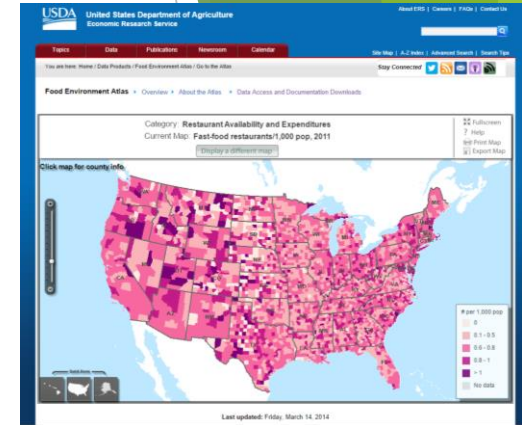 USDA
United States Department of Agriculture
Economic Research Service
About ERS | Careers | FAQs | Contact Us
Topics Data Publications Newsroom Calendar
Site Map | A-Z Index | Advanced Search | Search Tips
You are here: Home / Data Products / Food Environment Atlas / Go to the Atlas
Stay Connected
Food Environment Atlas Overview About the Atlas Data Access and Documentation Downloads
Category: Restaurant Availability and Expenditures
Current Map: Fast-food restaurants/1,000 pop, 2011
Display a different map
Fullscreen
? Help
Print Map
Export Map
Click map for county info.
# per 1,000 pop
0
0.1 - 0.5
0.6 - 0.8
0.8 - 1
> 1
No data
Last updated: Friday, March 14, 2014